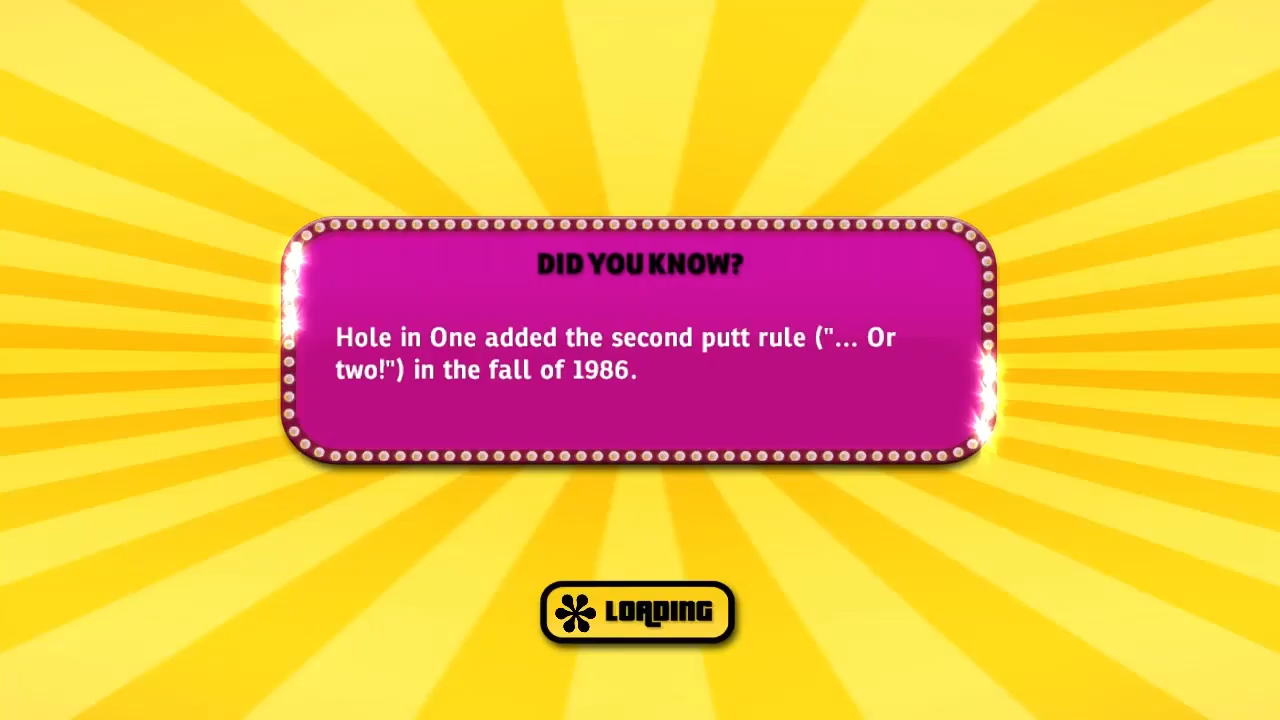 DID YOU KNOW?
Hole in One added the second putt rule ("... Or
two!") in the fall of 1986.
LOADING